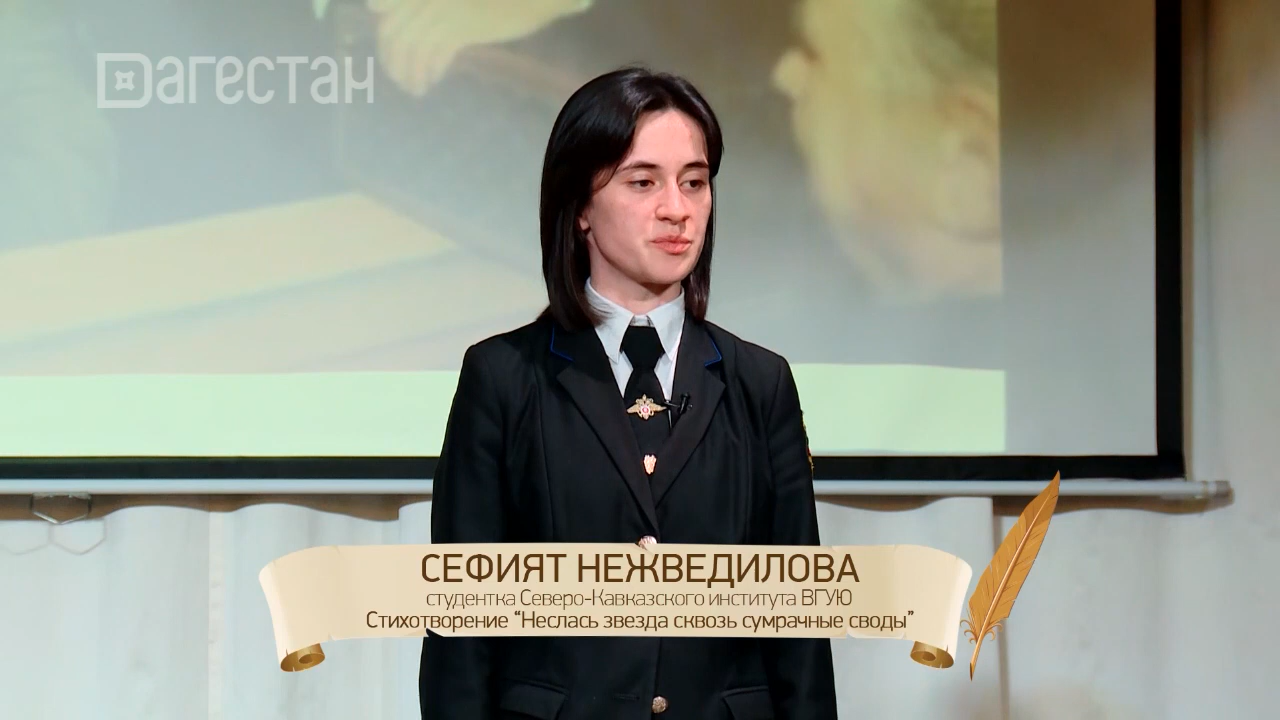 Дагестан
СЕФИЯТ НЕЖВЕДИЛОВА
студентка Северо-Кавказского института ВГУЮ
Стихотворение “Неслась звезда сквозь сумрачные своды”